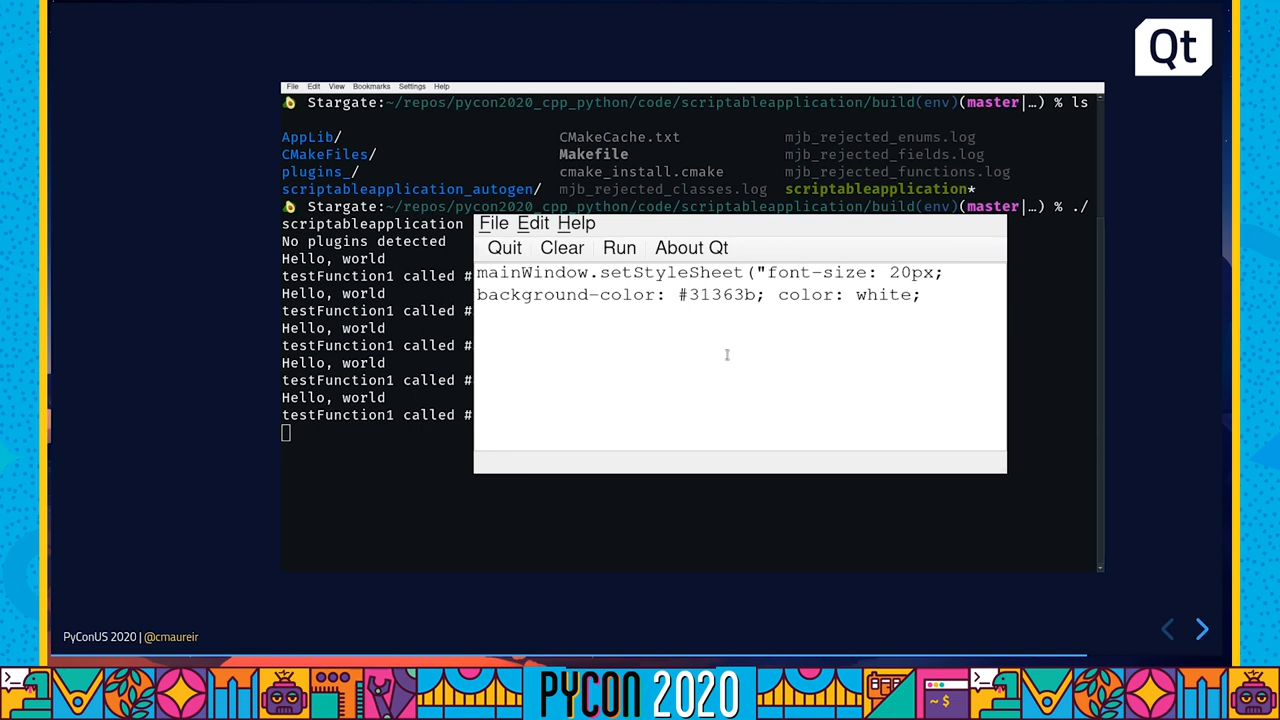 Qt
File Edit View Bookmarks Settings Help
Stargate:~/repos/pycon2020_cpp_python/code/scriptableapplication/build(env)(master|…) % ls
AppLib/ CMakeCache.txt mjb_rejected_enums.log
CMakeFiles/ Makefile mjb_rejected_fields.log
plugins_/ cmake_install.cmake mjb_rejected_functions.log
scriptableapplication_autogen/ mjb_rejected_classes.log scriptableapplication*
Stargate:~/repos/pycon2020_cpp_python/code/scriptableapplication/build(env)(master|…) % ./
scriptableapplication
No plugins detected
Hello, world
testFunction1 called #
Hello, world
testFunction1 called #
Hello, world
testFunction1 called #
Hello, world
testFunction1 called #
Hello, world
testFunction1 called #
File Edit Help
Quit Clear Run About Qt
mainWindow.setStyleSheet("font-size: 20px;
background-color: #31363b; color: white;
PyConUS 2020 | @cmaureir
PYCON 2020
~$